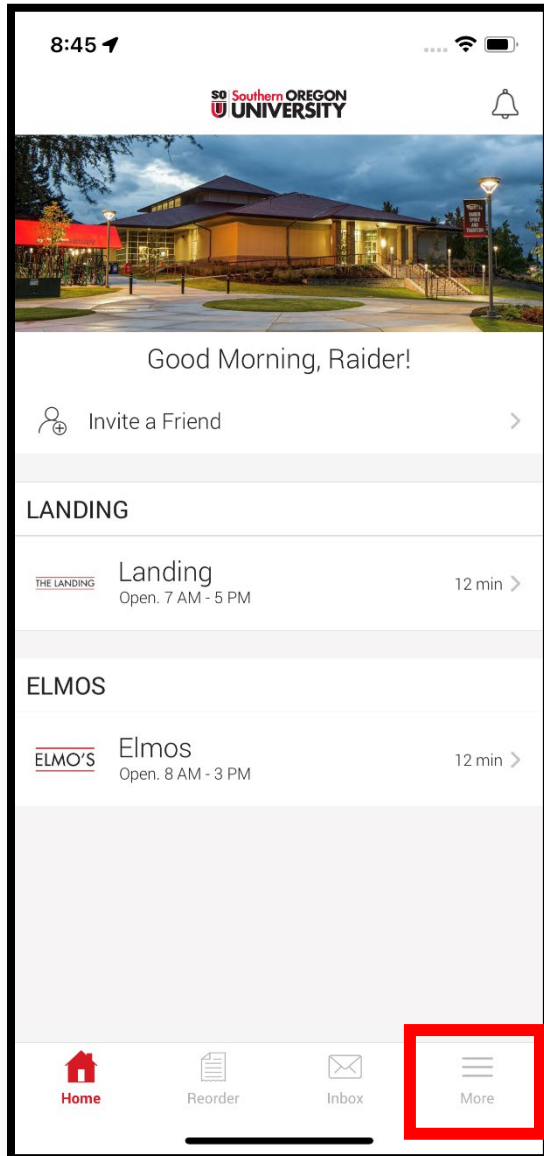 8:45
SO Southern OREGON
U UNIVERSITY
Good Morning, Raider!
Invite a Friend
LANDING
THE LANDING
Landing
Open. 7 AM - 5 PM
12 min
ELMOS
ELMO'S
Elmos
Open. 8 AM - 3 PM
12 min
Home
Reorder
Inbox
More